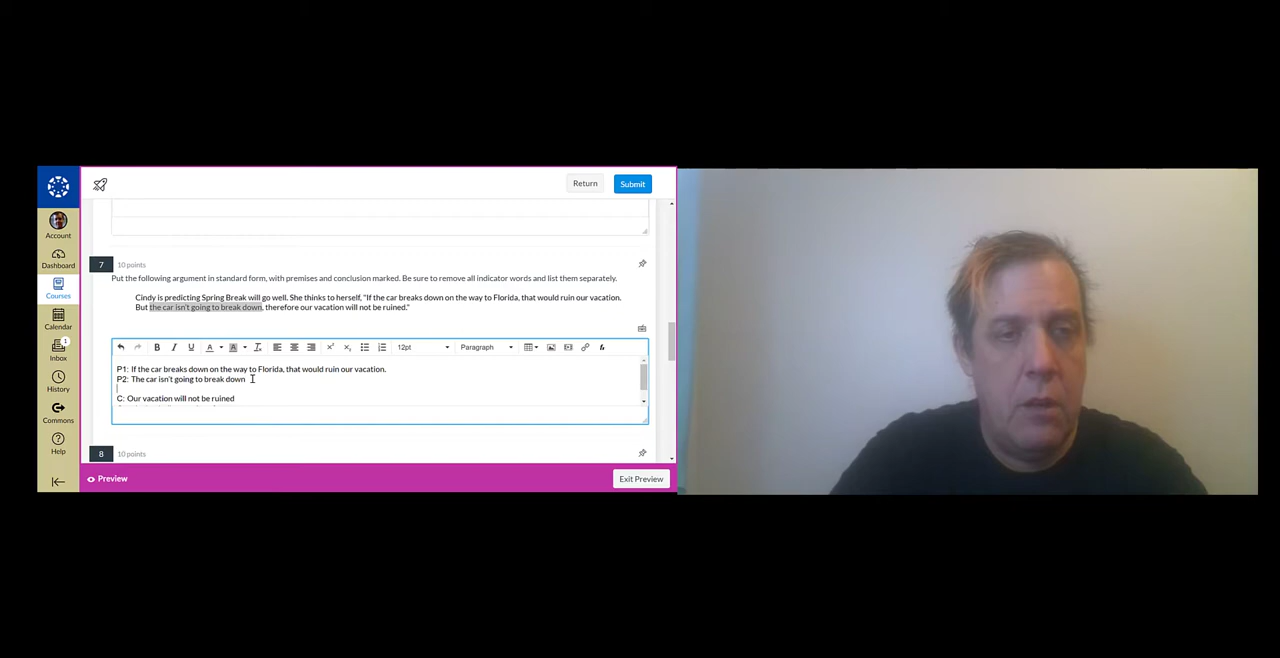 Return
Submit
Account
Dashboard
Courses
Calendar
1
Inbox
History
Commons
Help
7
10 points
Put the following argument in standard form, with premises and conclusion marked. Be sure to remove all indicator words and list them separately.
Cindy is predicting Spring Break will go well. She thinks to herself, "If the car breaks down on the way to Florida, that would ruin our vacation.
But the car isn't going to break down, therefore our vacation will not be ruined."
12pt
Paragraph
P1: If the car breaks down on the way to Florida, that would ruin our vacation.
P2: The car isn't going to break down
C: Our vacation will not be ruined
8
10 points
Preview
Exit Preview